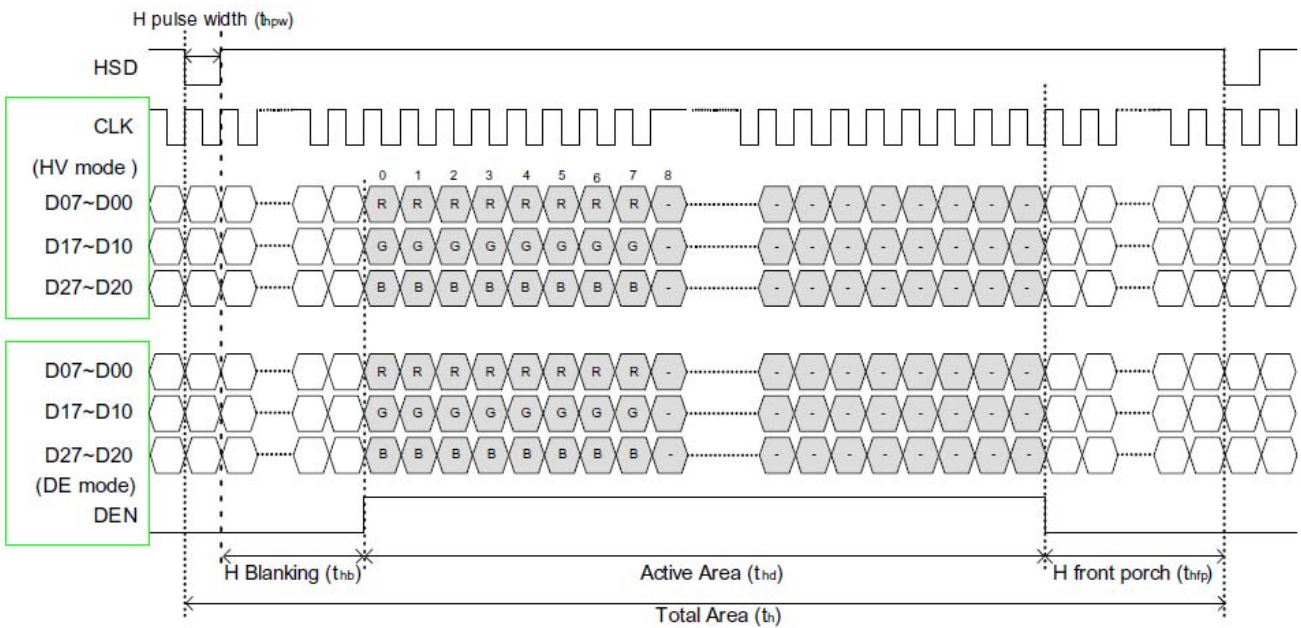 H pulse width (thpw)
HSD
CLK
(HV mode )
0 1 2 3 4 5 6 7 8
D07~D00 R R R R R R R R - - - - - - - - -
D17~D10 G G G G G G G G - - - - - - - - -
D27~D20 B B B B B B B B - - - - - - - - -
D07~D00 R R R R R R R R - - - - - - - - -
D17~D10 G G G G G G G G - - - - - - - - -
D27~D20 B B B B B B B B - - - - - - - - -
(DE mode)
DEN
H Blanking (thb) Active Area (thd) H front porch (thfp)
Total Area (th)